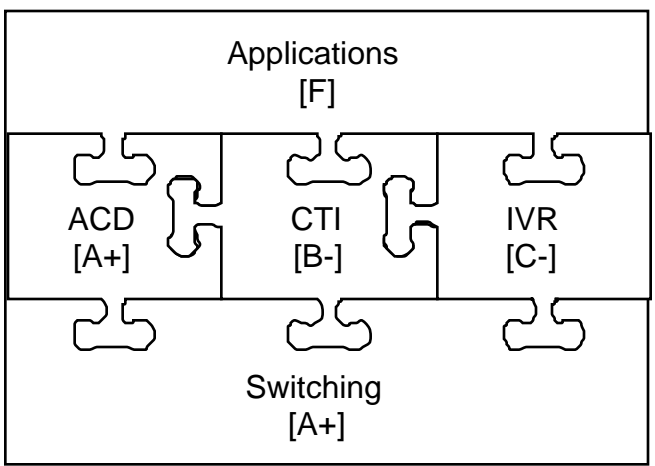 Applications
[F]
ACD
[A+]
CTI
[B-]
IVR
[C-]
Switching
[A+]